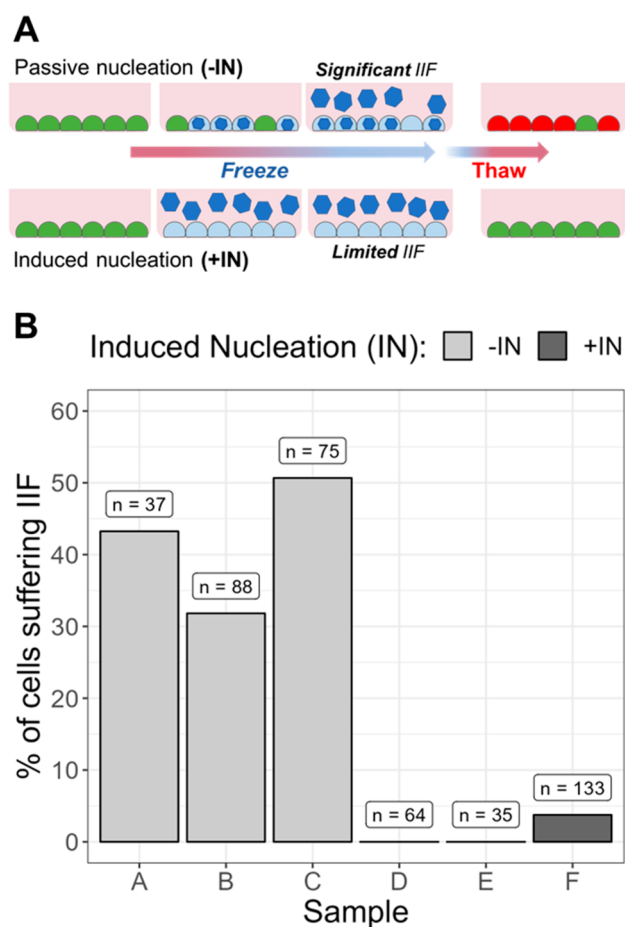 A
Passive nucleation (-IN)
Significant IIF
Freeze
Thaw
Induced nucleation (+IN)
Limited IIF
B
Induced Nucleation (IN): -IN +IN
% of cells suffering IIF
60
50
40
30
20
10
0
n = 37
n = 88
n = 75
n = 64
n = 35
n = 133
A B C D E F
Sample